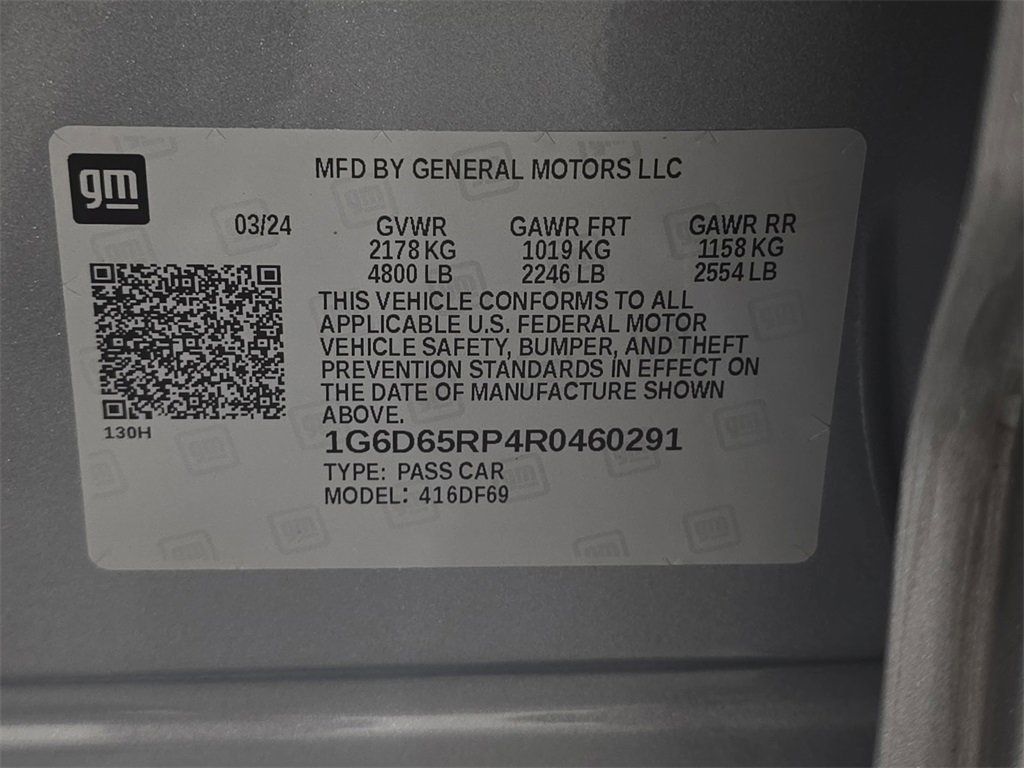 gm
MFD BY GENERAL MOTORS LLC
03/24 GVWR GAWR FRT GAWR RR
2178 KG 1019 KG 1158 KG
4800 LB 2246 LB 2554 LB
THIS VEHICLE CONFORMS TO ALL
APPLICABLE U.S. FEDERAL MOTOR
VEHICLE SAFETY, BUMPER, AND THEFT
PREVENTION STANDARDS IN EFFECT ON
THE DATE OF MANUFACTURE SHOWN
ABOVE.
130H
1G6D65RP4R0460291
TYPE: PASS CAR
MODEL: 416DF69